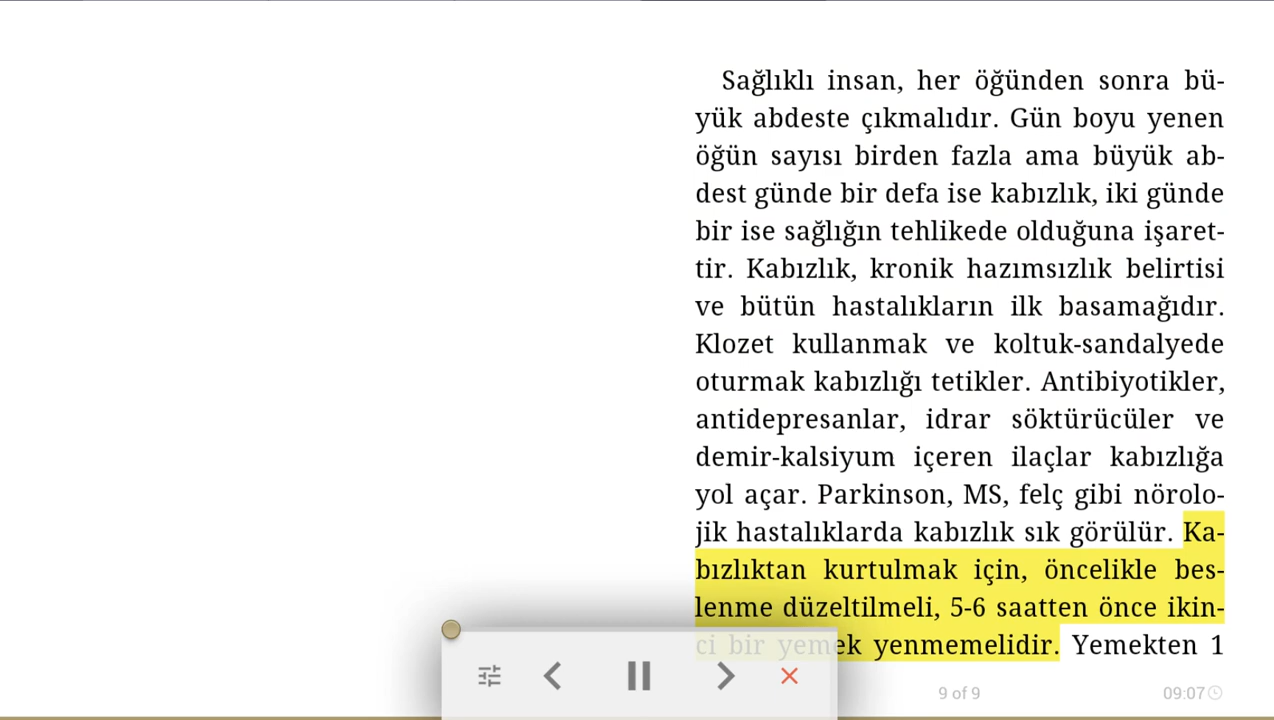 Sağlıklı insan, her öğünden sonra bü-
yük abdeste çıkmalıdır. Gün boyu yenen
öğün sayısı birden fazla ama büyük ab-
dest günde bir defa ise kabızlık, iki günde
bir ise sağlığın tehlikede olduğuna işaret-
tir. Kabızlık, kronik hazımsızlık belirtisi
ve bütün hastalıkların ilk basamağıdır.
Klozet kullanmak ve koltuk-sandalyede
oturmak kabızlığı tetikler. Antibiyotikler,
antidepresanlar, idrar söktürücüler ve
demir-kalsiyum içeren ilaçlar kabızlığa
yol açar. Parkinson, MS, felç gibi nörolo-
jik hastalıklarda kabızlık sık görülür. Ka-
bızlıktan kurtulmak için, öncelikle bes-
lenme düzeltilmeli, 5-6 saatten önce ikin-
ci bir yemek yenmemelidir. Yemekten 1
9 of 9
09:07